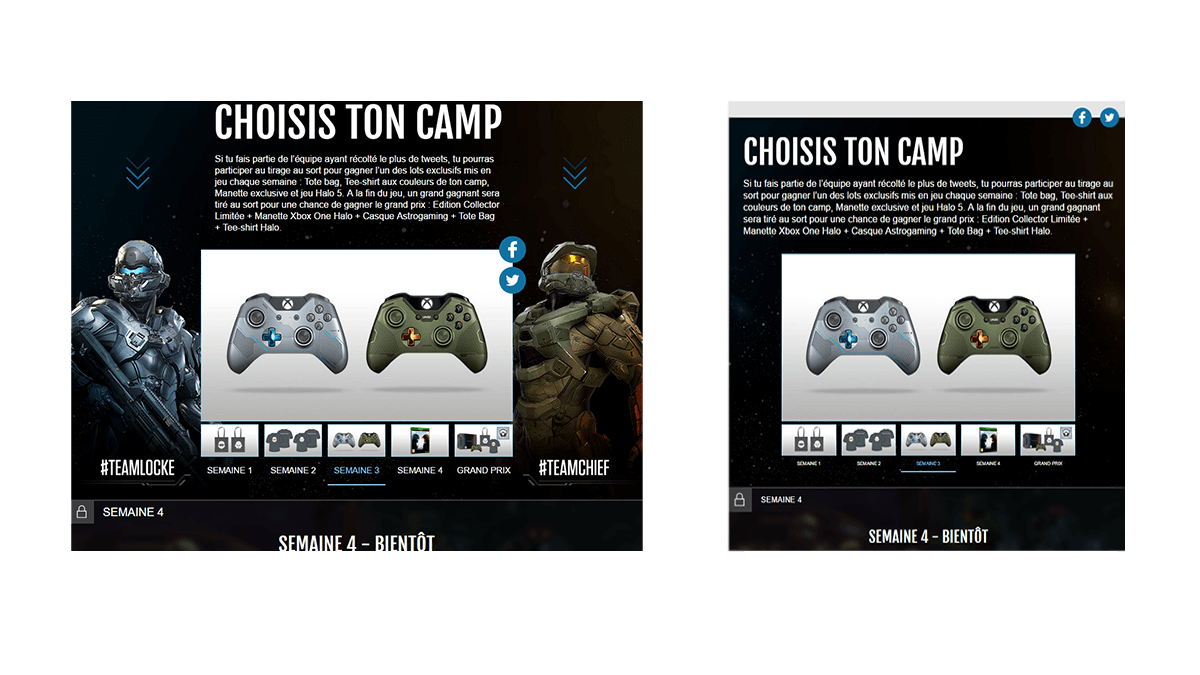 CHOISIS TON CAMP
Si tu fais partie de l'équipe ayant récolté le plus de tweets, tu pourras
participer au tirage au sort pour gagner l'un des lots exclusifs mis en
jeu chaque semaine : Tote bag, Tee-shirt aux couleurs de ton camp,
Manette exclusive et jeu Halo 5. A la fin du jeu, un grand gagnant sera
tiré au sort pour une chance de gagner le grand prix : Edition Collector
Limitée + Manette Xbox One Halo + Casque Astrogaming + Tote Bag
+ Tee-shirt Halo.
#TEAMLOCKE
SEMAINE 1
SEMAINE 2
SEMAINE 3
SEMAINE 4
GRAND PRIX
#TEAMCHIEF
SEMAINE 4
SEMAINE 4 - BIENTÔT
CHOISIS TON CAMP
Si tu fais partie de l'équipe ayant récolté le plus de tweets, tu pourras participer au tirage au
sort pour gagner l'un des lots exclusifs mis en jeu chaque semaine : Tote bag, Tee-shirt aux
couleurs de ton camp, Manette exclusive et jeu Halo 5. A la fin du jeu, un grand gagnant
sera tiré au sort pour une chance de gagner le grand prix : Edition Collector Limitée +
Manette Xbox One Halo + Casque Astrogaming + Tote Bag + Tee-shirt Halo.
SEMAINE 1
SEMAINE 2
SEMAINE 3
SEMAINE 4
GRAND PRIX
SEMAINE 4
SEMAINE 4 - BIENTÔT